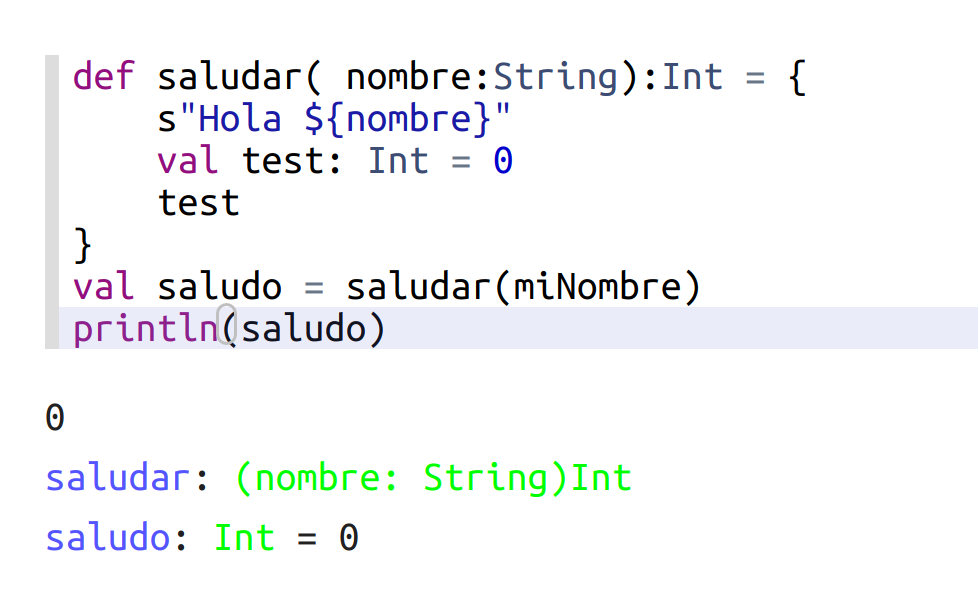 def saludar( nombre:String):Int = {
    s"Hola ${nombre}"
    val test: Int = 0
    test
}
val saludo = saludar(miNombre)
println(saludo)
0
saludar: (nombre: String)Int
saludo: Int = 0